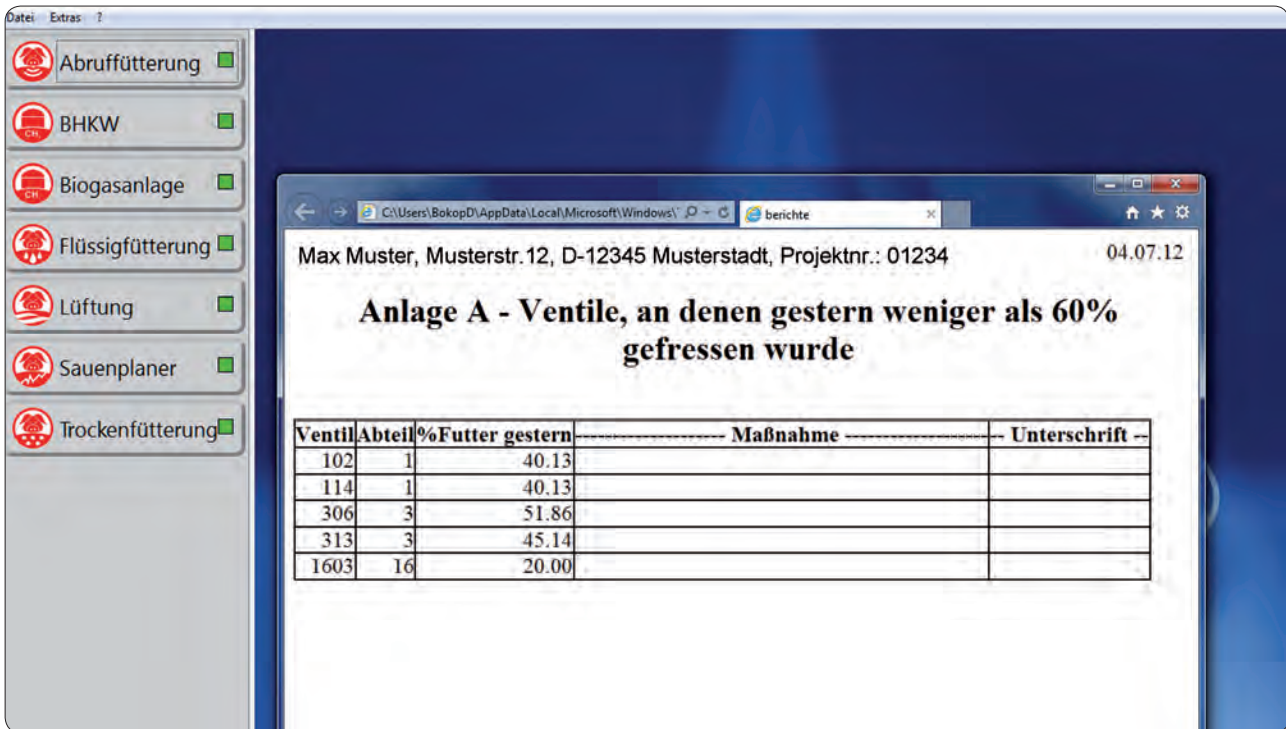 Datei Extras ?
Abruffütterung
BHKW
Biogasanlage
Flüssigfütterung
Lüftung
Sauenplaner
Trockenfütterung
C:\Users\BokopD\AppData\Local\Microsoft\Windows\
berichte
Max Muster, Musterstr.12, D-12345 Musterstadt, Projektnr.: 01234
04.07.12
Anlage A - Ventile, an denen gestern weniger als 60%
gefressen wurde
Ventil Abteil %Futter gestern -------------------- Maßnahme -------------------- -- Unterschrift --
102 1 40.13
114 1 40.13
306 3 51.86
313 3 45.14
1603 16 20.00